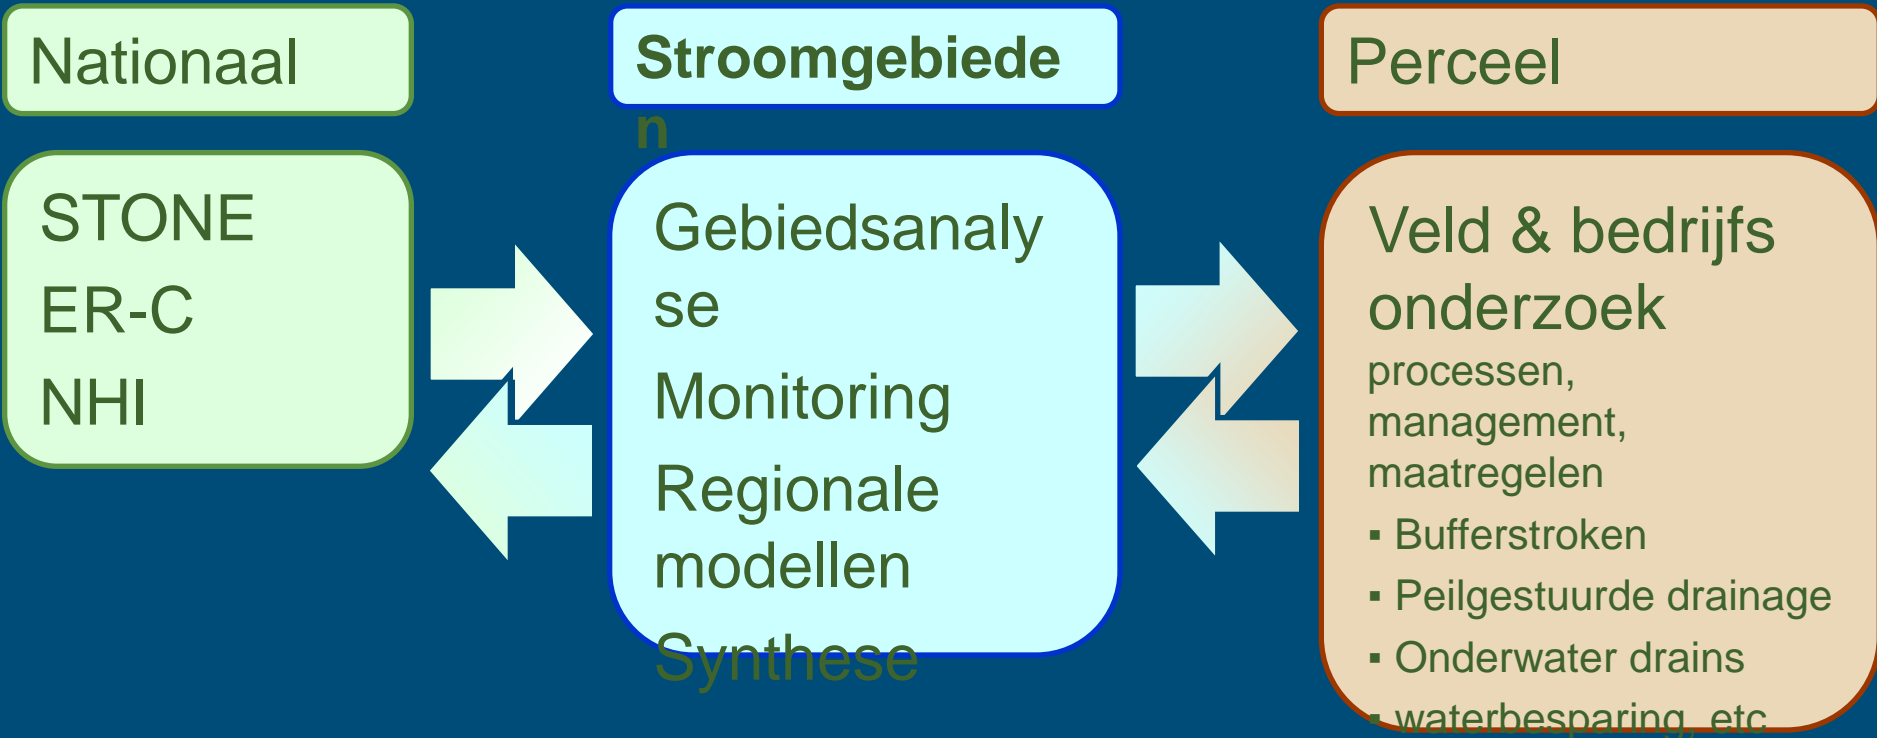 Nationaal
STONE
ER-C
NHI
Stroomgebiede
n
Gebiedsanaly
se
Monitoring
Regionale
modellen
Synthese
Perceel
Veld & bedrijfs
onderzoek
processen,
management,
maatregelen
▪ Bufferstroken
▪ Peilgestuurde drainage
▪ Onderwater drains
▪ waterbesparing, etc